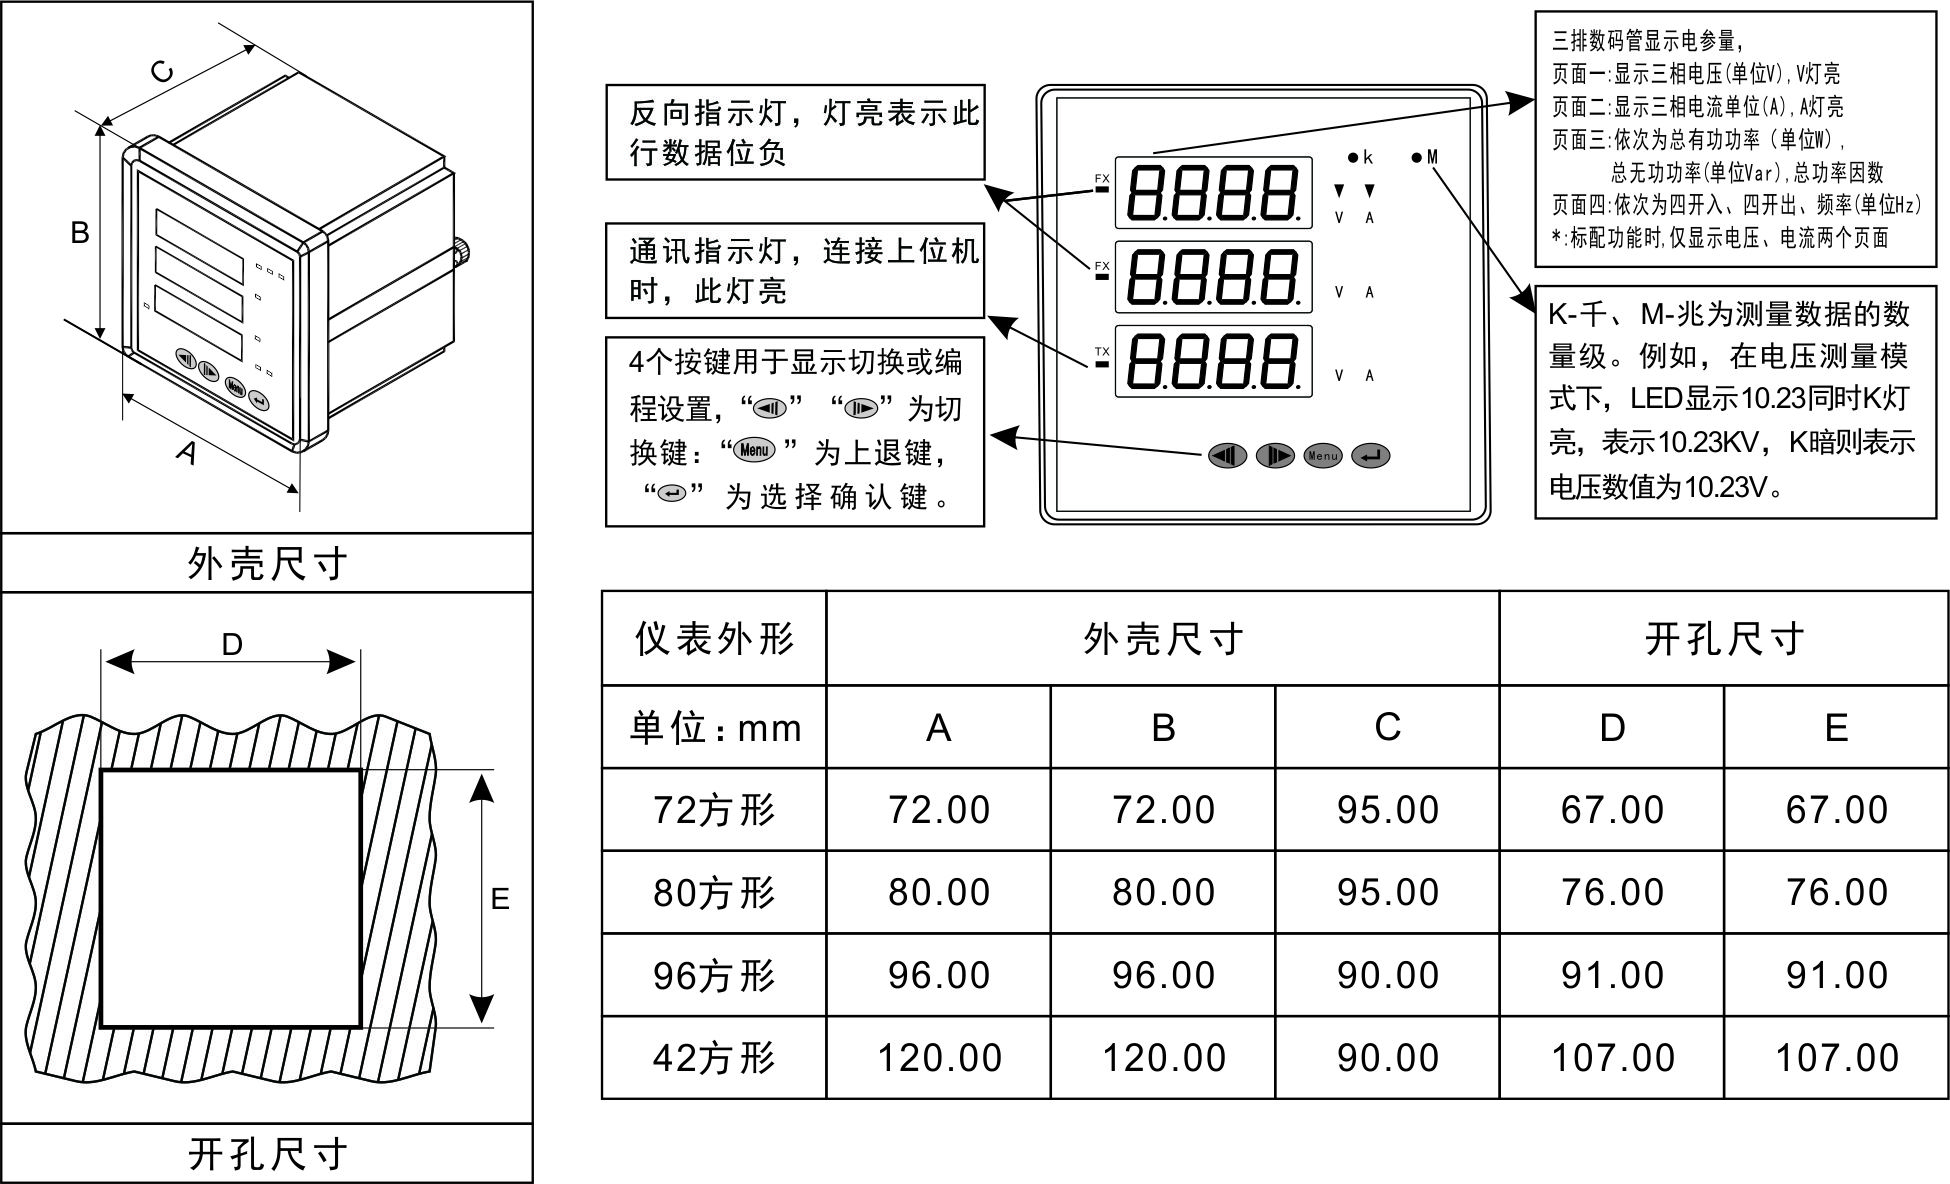 C
B
A
Menu
外壳尺寸
D
E
开孔尺寸
反向指示灯，灯亮表示此
行数据位负
通讯指示灯，连接上位机
时，此灯亮
4个按键用于显示切换或编
程设置，“ ” “ ” 为切
换键：“Menu”为上退键，
“ ” 为选择确认键。
FX
8.8.8.8.
k
M
V A
FX
8.8.8.8.
V A
TX
8.8.8.8.
V A
Menu
三排数码管显示电参量，
页面一:显示三相电压(单位V),V灯亮
页面二:显示三相电流单位(A),A灯亮
页面三:依次为总有功功率（单位W),
总无功功率(单位Var),总功率因数
页面四:依次为四开入、四开出、频率(单位Hz)
*:标配功能时,仅显示电压、电流两个页面
K-千、M-兆为测量数据的数
量级。例如，在电压测量模
式下，LED显示10.23同时K灯
亮，表示10.23KV，K暗则表示
电压数值为10.23V。
仪表外形 外壳尺寸 开孔尺寸
单位：mm A B C D E
72方形 72.00 72.00 95.00 67.00 67.00
80方形 80.00 80.00 95.00 76.00 76.00
96方形 96.00 96.00 90.00 91.00 91.00
42方形 120.00 120.00 90.00 107.00 107.00